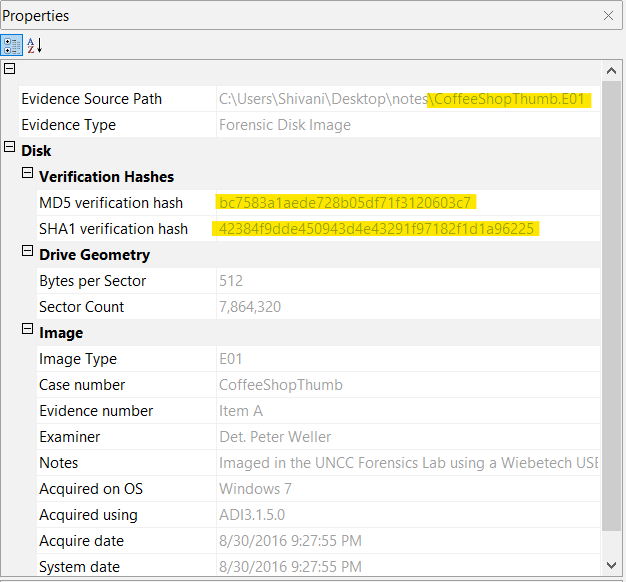 Properties
A
Z
Evidence Source Path C:\Users\Shivani\Desktop\notes\CoffeeShopThumb.E01
Evidence Type Forensic Disk Image
Disk
Verification Hashes
MD5 verification hash bc7583a1aede728b05df71f3120603c7
SHA1 verification hash 42384f9dde450943d4e43291f97182f1d1a96225
Drive Geometry
Bytes per Sector 512
Sector Count 7,864,320
Image
Image Type E01
Case number CoffeeShopThumb
Evidence number Item A
Examiner Det. Peter Weller
Notes Imaged in the UNCC Forensics Lab using a Wiebetech USB
Acquired on OS Windows 7
Acquired using ADI3.1.5.0
Acquire date 8/30/2016 9:27:55 PM
System date 8/30/2016 9:27:55 PM